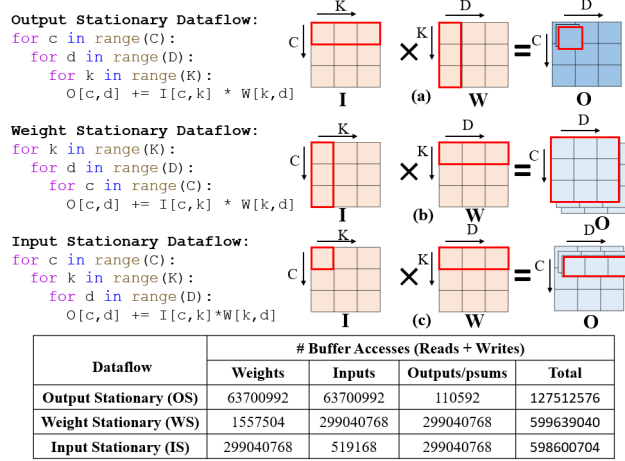 Output Stationary Dataflow:
for c in range(C):
for d in range(D):
for k in range(K):
O[c,d] += I[c,k] * W[k,d]
K
C
I
×
(a)
D
K
W
=
D
C
O
Weight Stationary Dataflow:
for k in range(K):
for d in range(D):
for c in range(C):
O[c,d] += I[c,k] * W[k,d]
K
C
I
×
(b)
D
K
W
=
D
C
O
Input Stationary Dataflow:
for c in range(C):
for k in range(K):
for d in range(D):
O[c,d] += I[c,k]*W[k,d]
K
C
I
×
(c)
D
K
W
=
D
C
O
Dataflow # Buffer Accesses (Reads + Writes)
Weights Inputs Outputs/psums Total
Output Stationary (OS) 63700992 63700992 110592 127512576
Weight Stationary (WS) 1557504 299040768 299040768 599639040
Input Stationary (IS) 299040768 519168 299040768 598600704